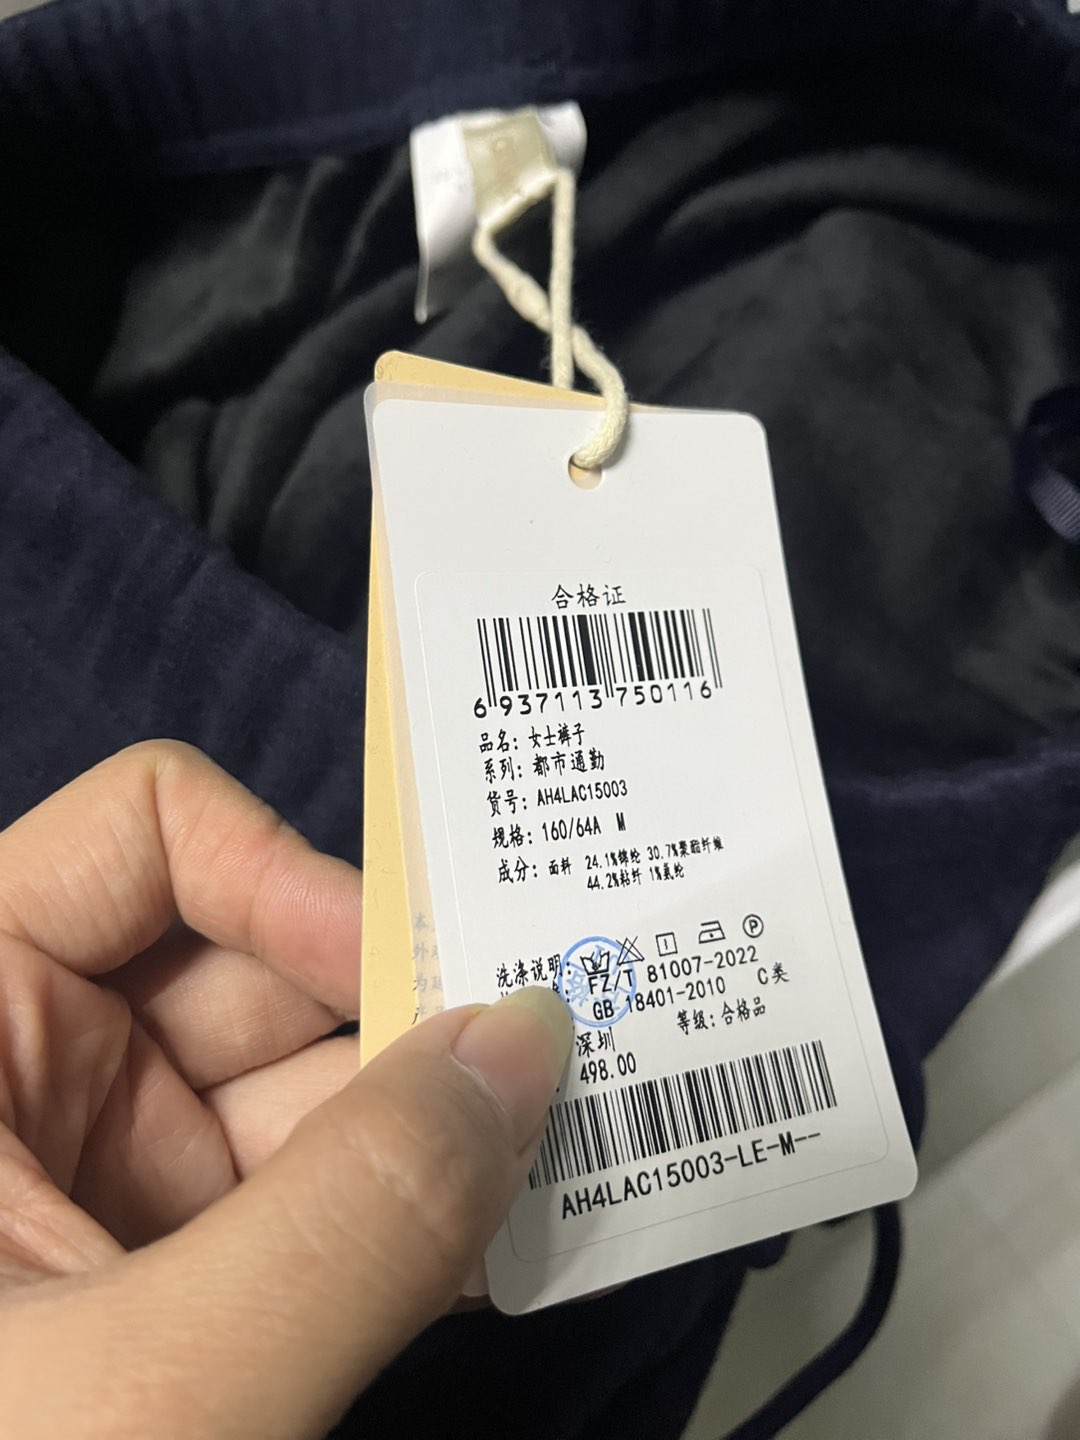 合格证
6 937113 750116
品名: 女士裤子
系列: 都市通勤
货号: AH4LAC15003
规格: 160/64A M
成分: 面料 24.1%锦纶 30.7%聚酯纤维
44.2%粘纤 1%氨纶
洗涤说明:
FZ/T 81007-2022
GB 18401-2010 C类
等级: 合格品
深圳
498.00
AH4LAC15003-LE-M--